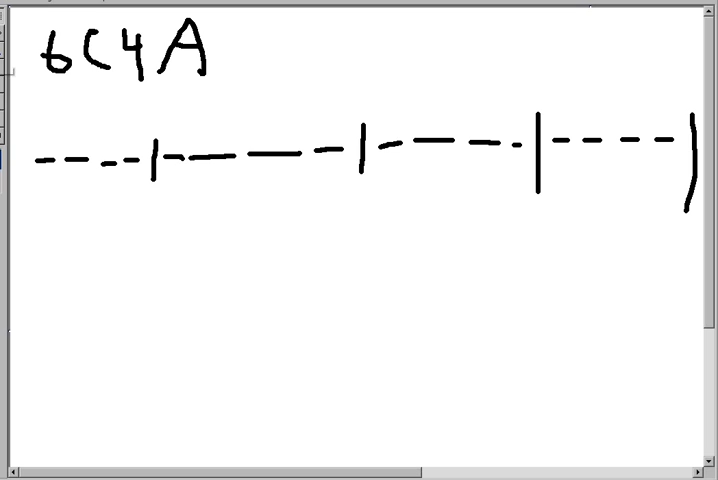 6C4A
---- | ---- | ---- | ---- |